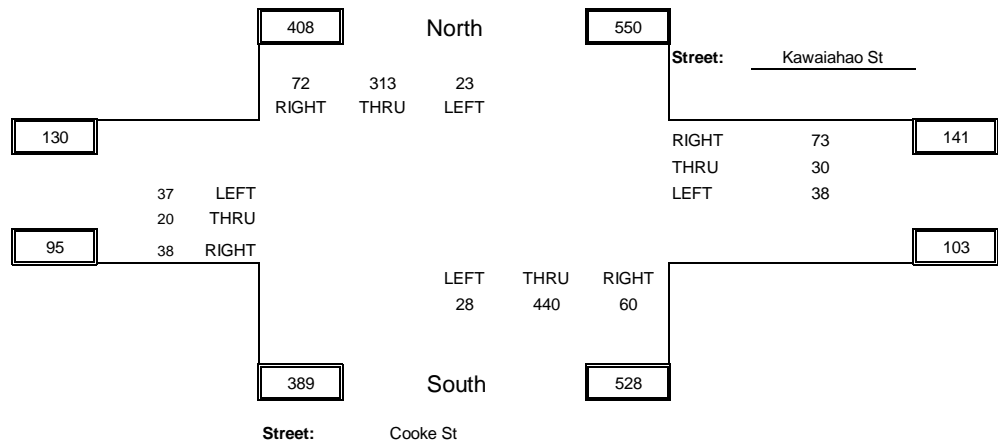 408 North 550
Street: Kawaiahao St
72 313 23
RIGHT THRU LEFT
130 RIGHT 73 141
THRU 30
37 LEFT LEFT 38
20 THRU
95 38 RIGHT 103
LEFT THRU RIGHT
28 440 60
389 South 528
Street: Cooke St